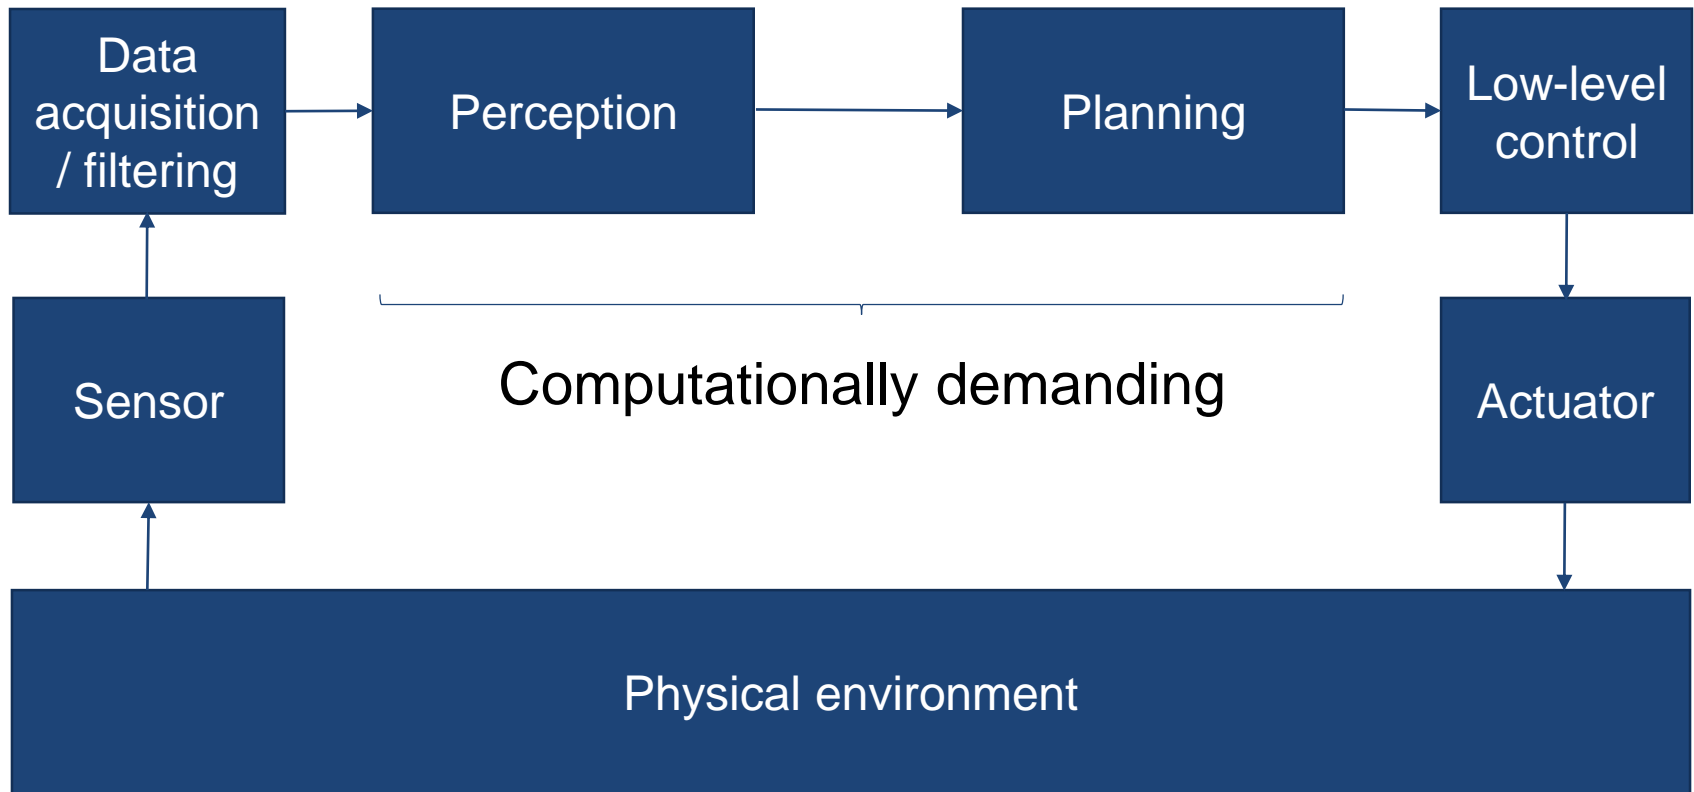 Data
acquisition
/ filtering
Perception
Planning
Low-level
control
Sensor
Computationally demanding
Actuator
Physical environment